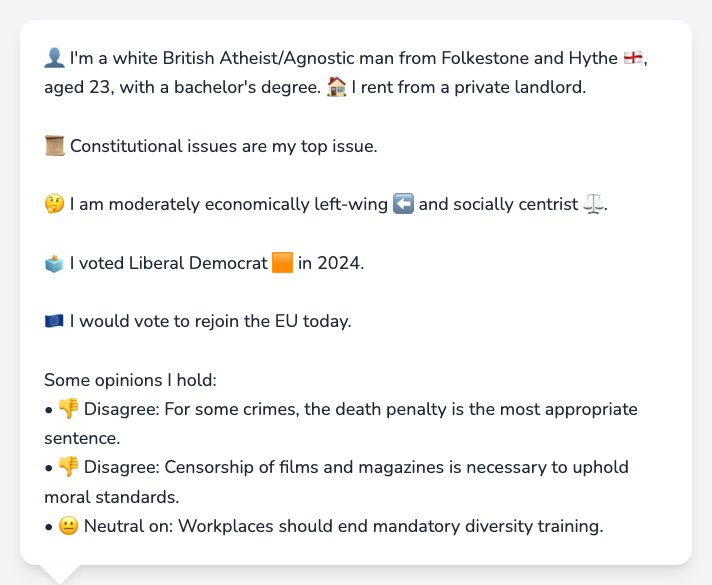 👤 I'm a white British Atheist/Agnostic man from Folkestone and Hythe 🏴󠁧󠁢󠁥󠁮󠁧󠁿,
aged 23, with a bachelor's degree. 🏠 I rent from a private landlord.
📜 Constitutional issues are my top issue.
🤔 I am moderately economically left-wing ⬅️ and socially centrist ⚖️.
🗳️ I voted Liberal Democrat 🟧 in 2024.
🇪🇺 I would vote to rejoin the EU today.
Some opinions I hold:
• 👎 Disagree: For some crimes, the death penalty is the most appropriate
sentence.
• 👎 Disagree: Censorship of films and magazines is necessary to uphold
moral standards.
• 😐 Neutral on: Workplaces should end mandatory diversity training.